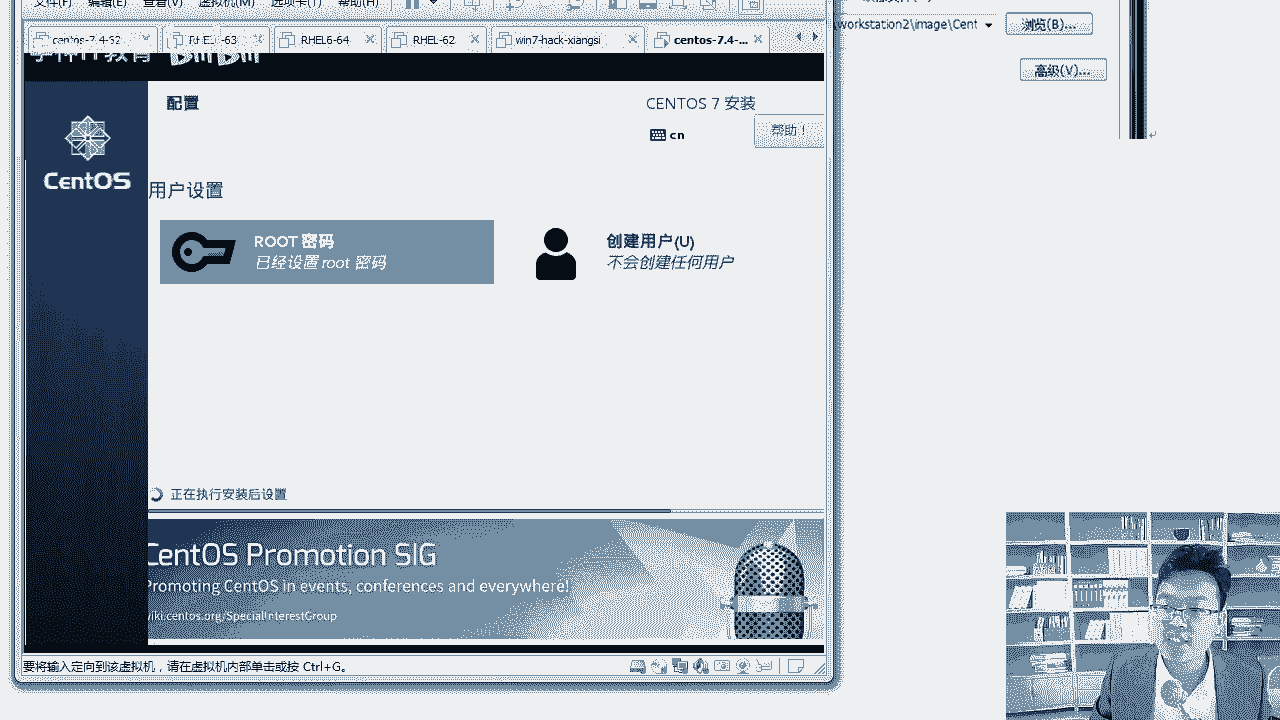 文件(F) 编辑(E) 查看(V) 虚拟机(M) 选项卡(T) 帮助(H)
workstation2\image\Cent
浏览(B)...
centos-7.4-52
-63
RHEL6-64
RHEL-62
win7-hack-xiangsi
centos-7.4-...
高级(V)...
学神IT教育
配置
CENTOS 7 安装
cn
帮助！
CentOS
用户设置
ROOT 密码
已经设置 root 密码
创建用户(U)
不会创建任何用户
正在执行安装后设置
CentOS Promotion SIG
Promoting CentOS in events, conferences and everywhere!
wiki.centos.org/SpecialInterestGroup
要将输入定向到该虚拟机，请在虚拟机内部单击或按 Ctrl+G。